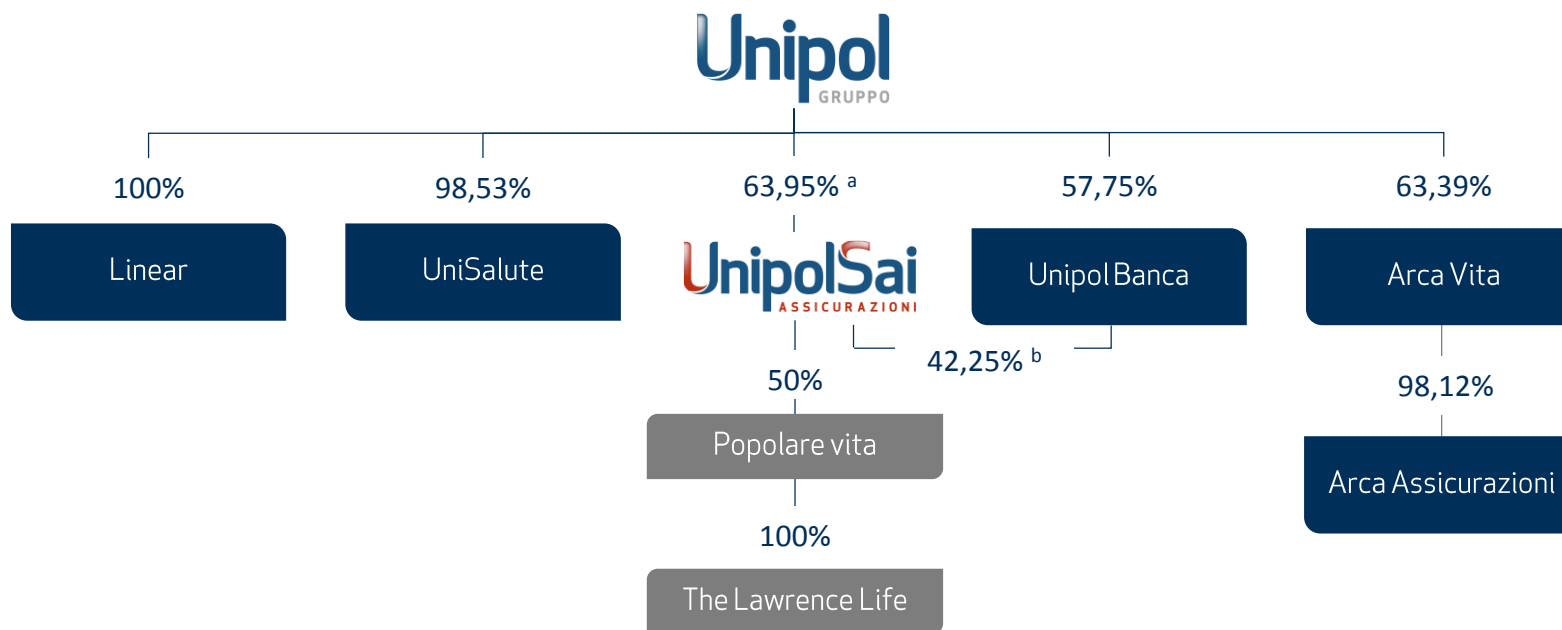 Unipol
GRUPPO
100%
98,53%
63,95% a
57,75%
63,39%
Linear
UniSalute
UnipolSai
ASSICURAZIONI
Unipol Banca
Arca Vita
42,25% b
50%
98,12%
Popolare vita
Arca Assicurazioni
100%
The Lawrence Life